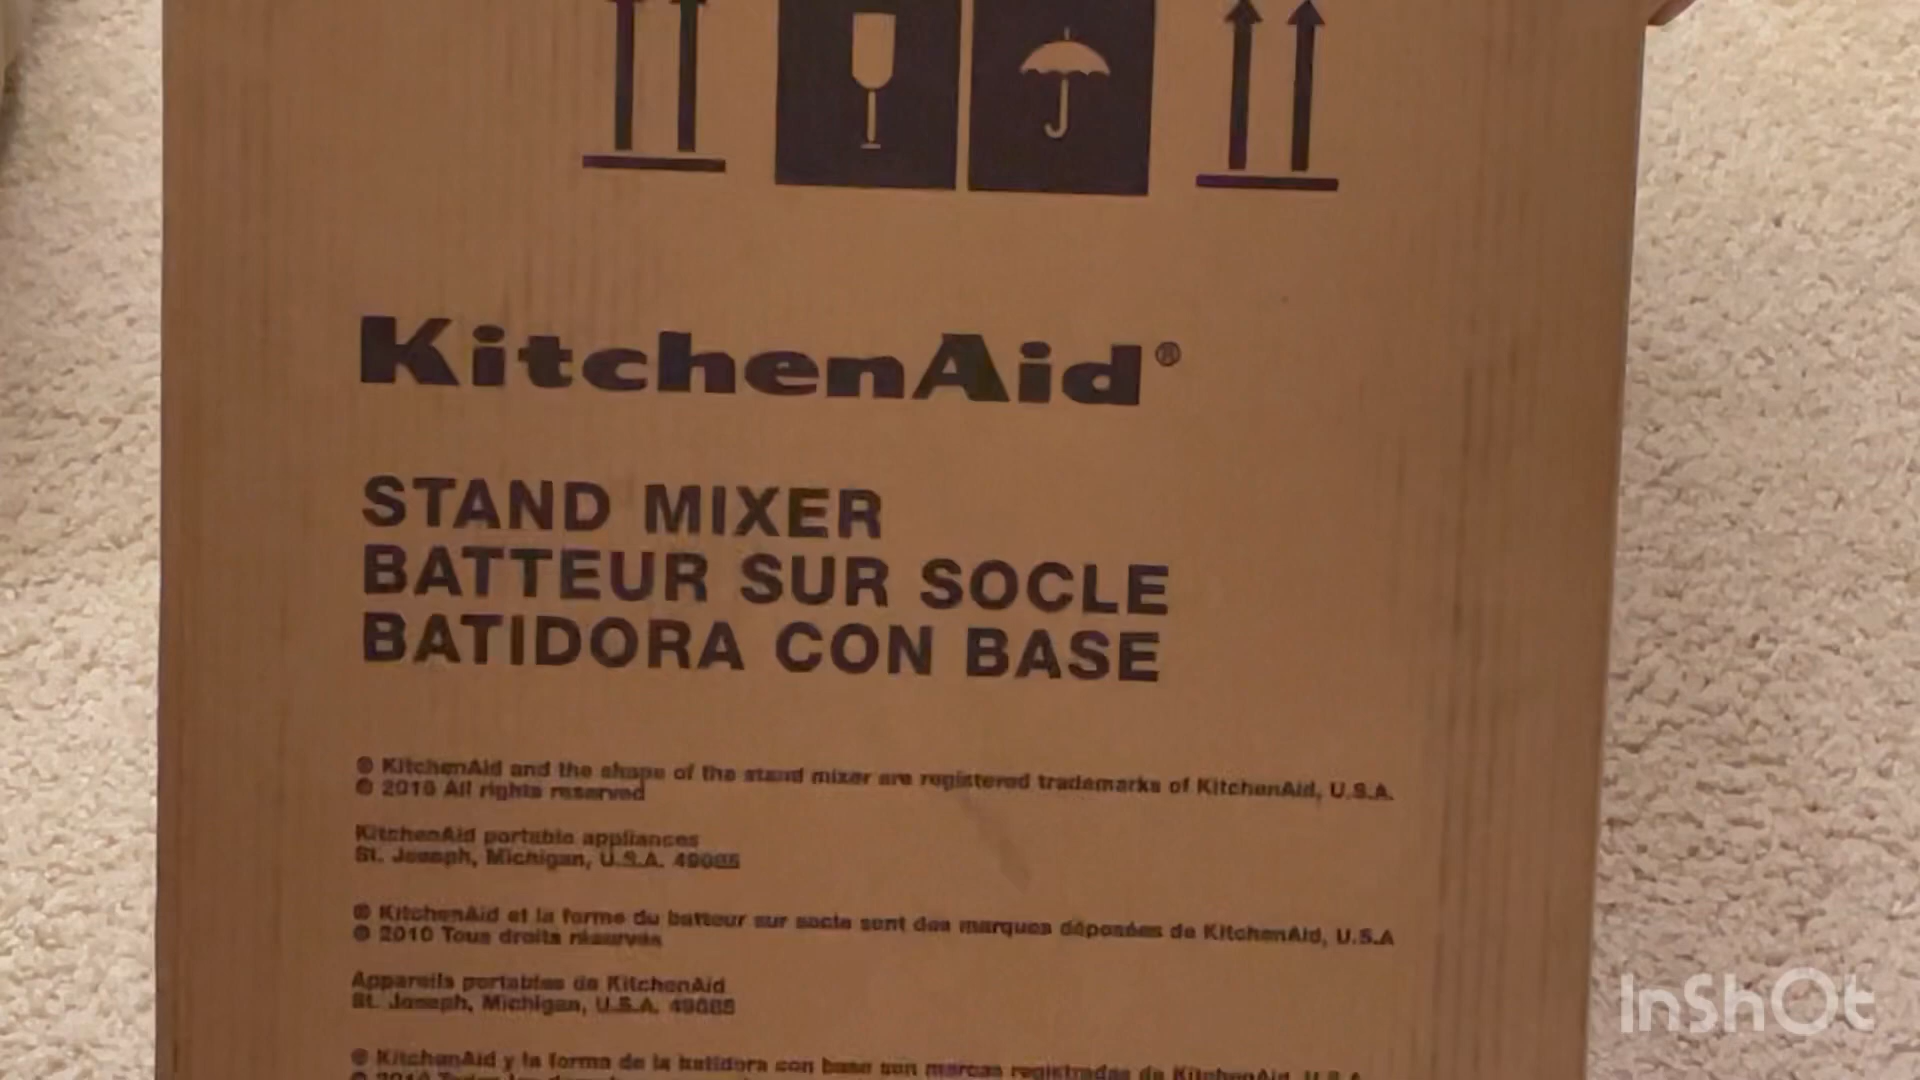 KitchenAid®
STAND MIXER
BATTEUR SUR SOCLE
BATIDORA CON BASE
® KitchenAid and the shape of the stand mixer are registered trademarks of KitchenAid, U.S.A.
© 2010 All rights reserved
KitchenAid portable appliances
St. Joseph, Michigan, U.S.A. 49085
® KitchenAid et la forme du batteur sur socle sont des marques déposées de KitchenAid, U.S.A
© 2010 Tous droits réservés
Appareils portables de KitchenAid
St. Joseph, Michigan, U.S.A. 49085
® KitchenAid y la forma de la batidora con base son marcas registradas de KitchenAid, U.S.A.
InShOt